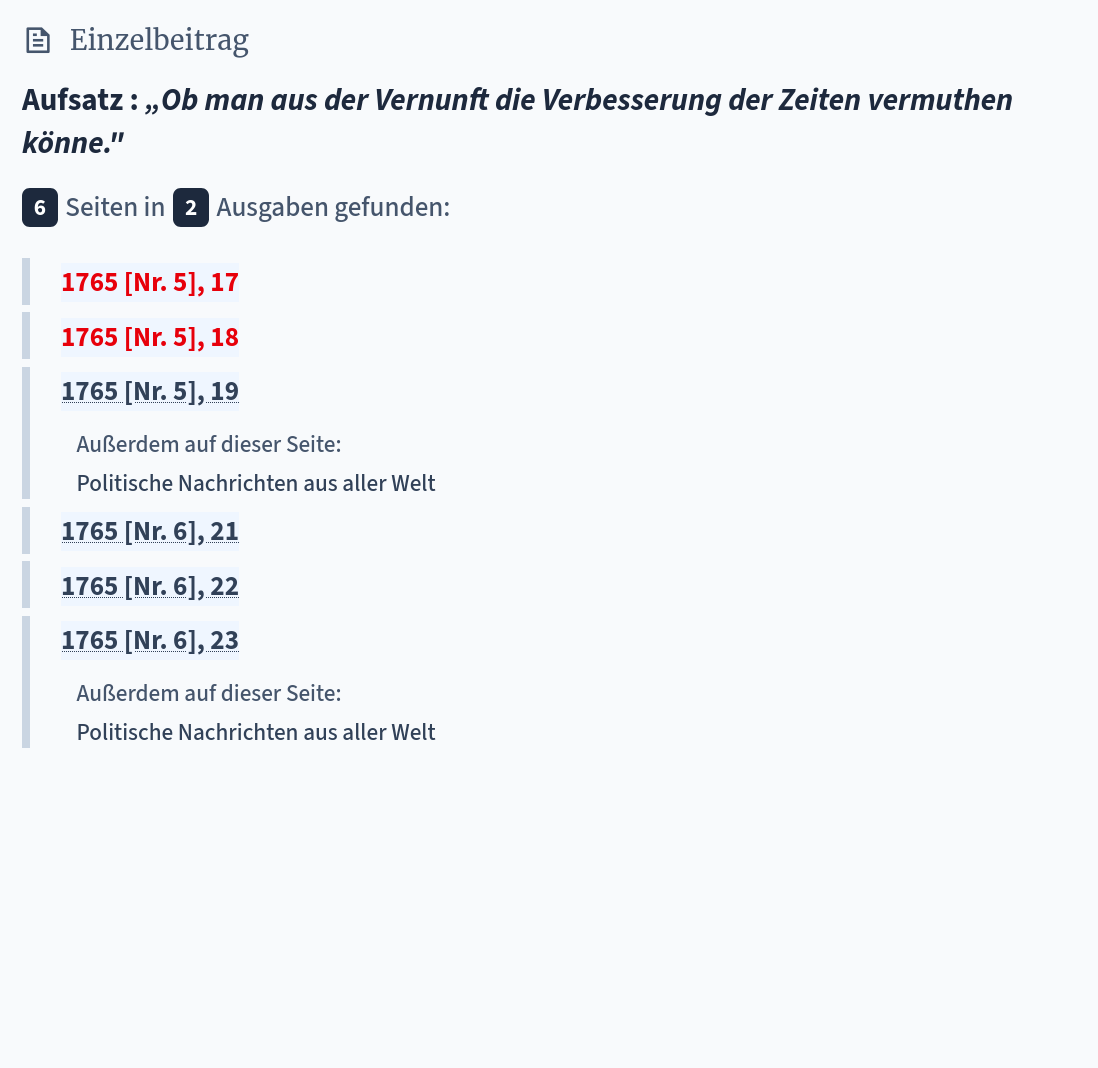 Einzelbeitrag
Aufsatz : „Ob man aus der Vernunft die Verbesserung der Zeiten vermuthen
könne."
6 Seiten in 2 Ausgaben gefunden:
1765 [Nr. 5], 17
1765 [Nr. 5], 18
1765 [Nr. 5], 19
Außerdem auf dieser Seite:
Politische Nachrichten aus aller Welt
1765 [Nr. 6], 21
1765 [Nr. 6], 22
1765 [Nr. 6], 23
Außerdem auf dieser Seite:
Politische Nachrichten aus aller Welt